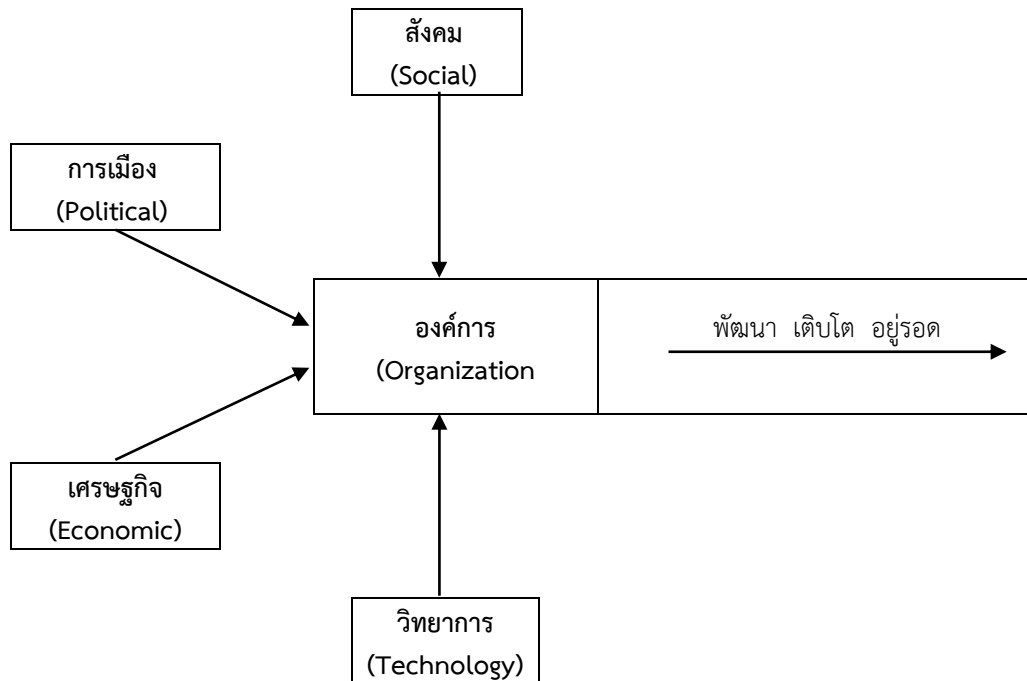 สังคม
(Social)
การเมือง
(Political)
องค์การ
(Organization
พัฒนา เติบโต อยู่รอด
เศรษฐกิจ
(Economic)
วิทยาการ
(Technology)